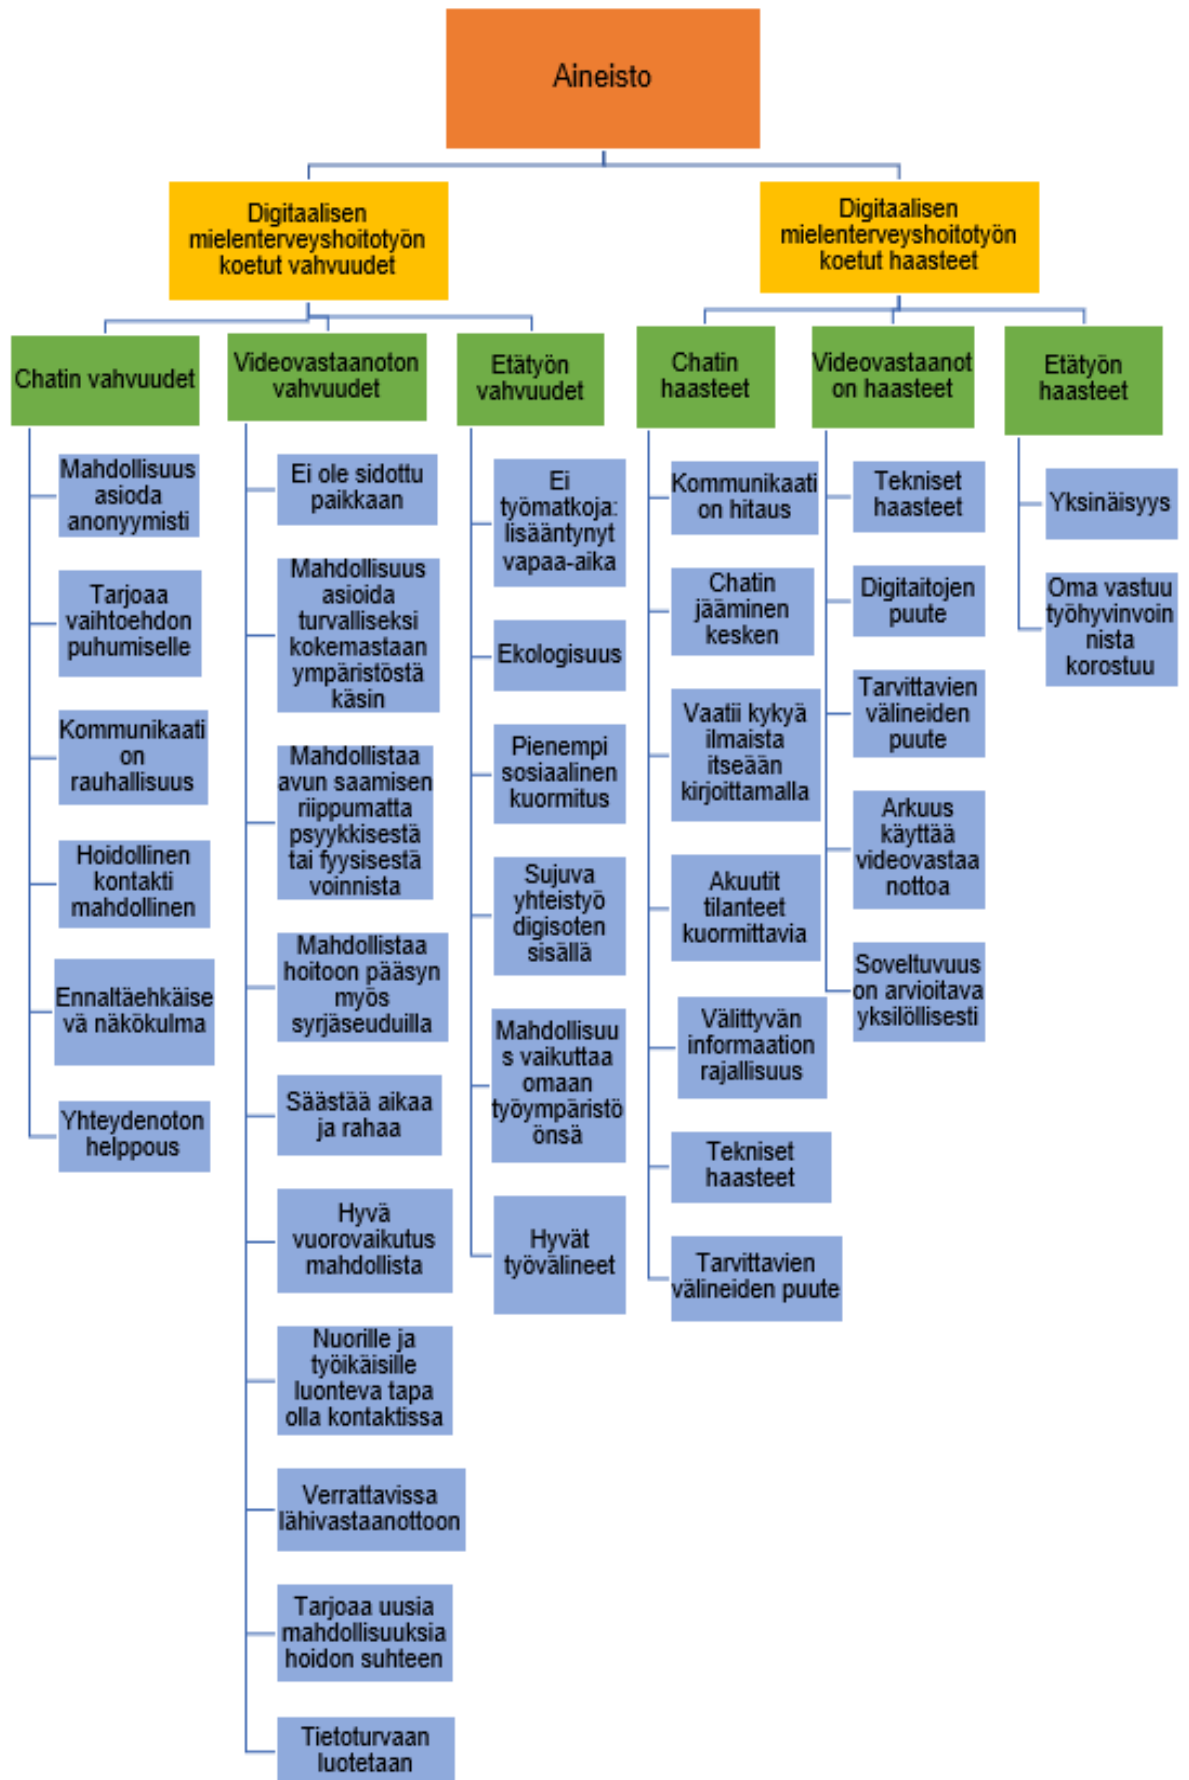 Aineisto
Digitaalisen
mielenterveyshoitotyön
koetut vahvuudet
Digitaalisen
mielenterveyshoitotyön
koetut haasteet
Chatin vahvuudet
Mahdollisuus
asioda
anonyymisti
Tarjoaa
vaihtoehdon
puhumiselle
Kommunikaati
on
rauhallisuus
Hoidollinen
kontakti
mahdollinen
Ennaltäehkäise
vä näkökulma
Yhteydenoton
helppous
Videovastaanoton
vahvuudet
Ei ole sidottu
paikkaan
Mahdollisuus
asioida
turvalliseksi
kokemastaan
ympäristöstä
käsin
Mahdollistaa
avun saamisen
riippumatta
psyykkisestä
tai fyysisestä
voinnista
Mahdollistaa
hoitoon pääsyn
myös
syrjäseuduilla
Säästää aikaa
ja rahaa
Hyvä
vuorovaikutus
mahdollista
Nuorille ja
työikäisille
luonteva tapa
olla kontaktissa
Verrattavissa
lähivastaanottoon
Tarjoaa uusia
mahdollisuuksia
hoidon suhteen
Tietoturvaan
luotetaan
Etätyön
vahvuudet
Ei
työmatkoja:
lisääntynyt
vapaa-aika
Ekologisuus
Pienempi
sosiaalinen
kuormitus
Sujuva
yhteistyö
digisoten
sisällä
Mahdollisuu
s vaikuttaa
omaan
työympäristö
önsä
Hyvät
työvälineet
Chatin
haasteet
Kommunikaati
on hitaus
Chatin
jääminen
kesken
Vaatii kykyä
ilmaista
itseään
kirjoittamalla
Akuutit
tilanteet
kuormittavia
Välittyvän
informaation
rajallisuus
Tekniset
haasteet
Tarvittavien
välineiden puute
Videovastaanot
on haasteet
Tekniset
haasteet
Digitaitojen
puute
Tarvittavien
välineiden
puute
Arkuus
käyttää
videovastaa
nottoa
Soveltuvuus
on arvioitava
yksilöllisesti
Etätyön
haasteet
Yksinäisyys
Oma vastuu
työhyvinvoin
nista
korostuu